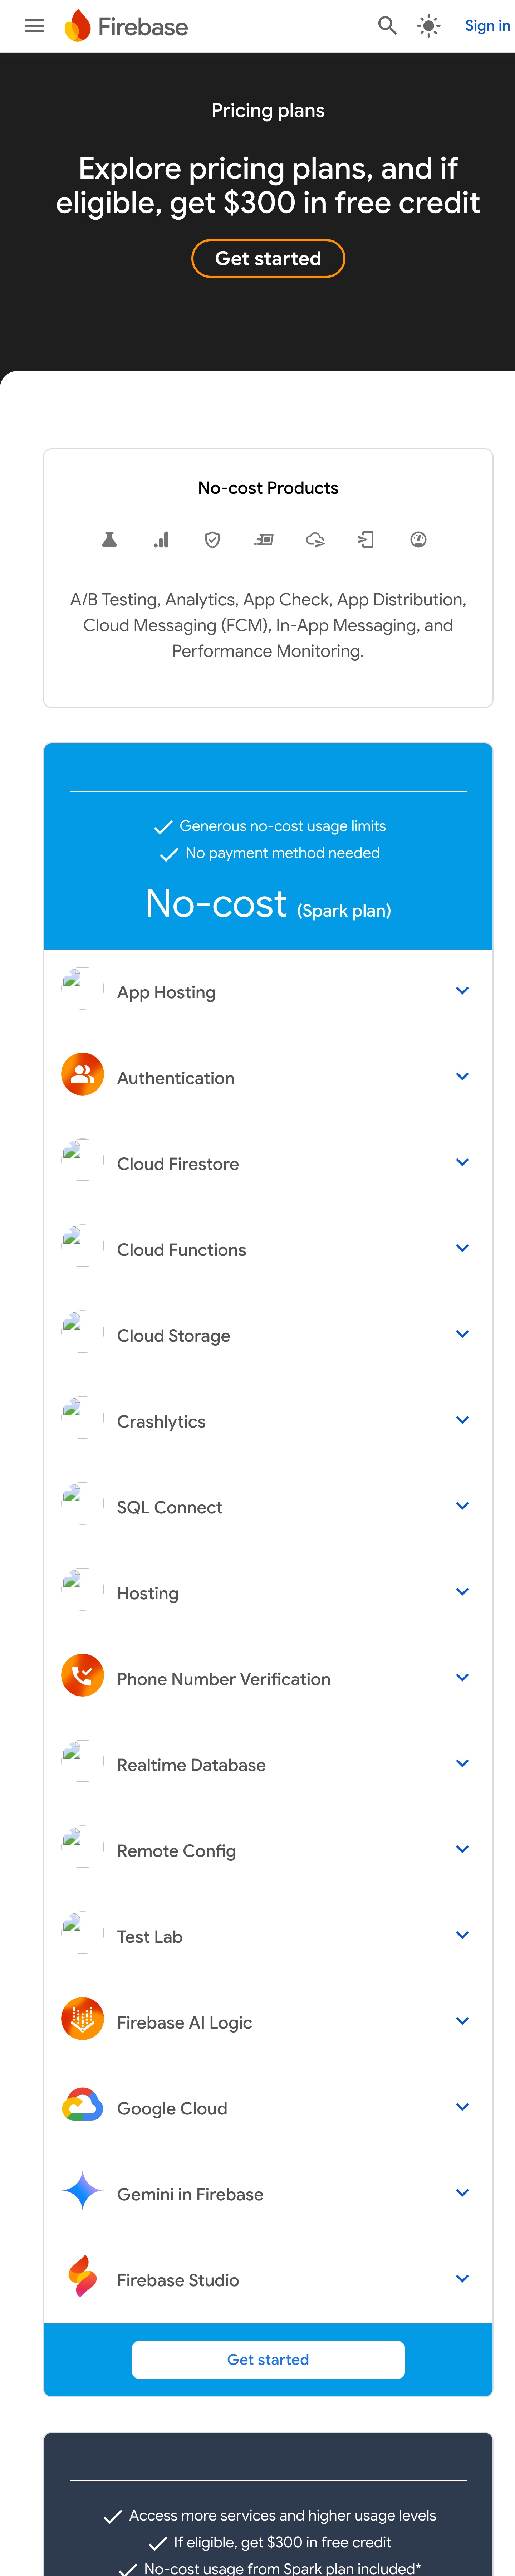 Firebase
Sign in
Pricing plans
Explore pricing plans, and if
eligible, get $300 in free credit
Get started
No-cost Products
A/B Testing, Analytics, App Check, App Distribution,
Cloud Messaging (FCM), In-App Messaging, and
Performance Monitoring.
Generous no-cost usage limits
No payment method needed
No-cost (Spark plan)
App Hosting
Authentication
Cloud Firestore
Cloud Functions
Cloud Storage
Crashlytics
SQL Connect
Hosting
Phone Number Verification
Realtime Database
Remote Config
Test Lab
Firebase AI Logic
Google Cloud
Gemini in Firebase
Firebase Studio
Get started
Access more services and higher usage levels
If eligible, get $300 in free credit
No-cost usage from Spark plan included*